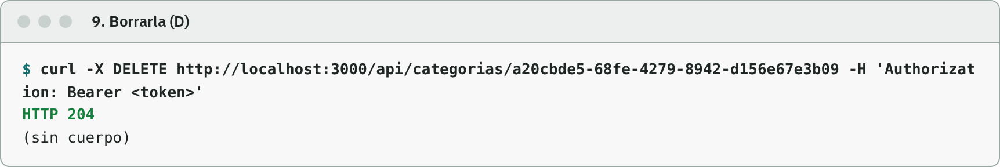 9. Borrarla (D)
$ curl -X DELETE http://localhost:3000/api/categorias/a20cbde5-68fe-4279-8942-d156e67e3b09 -H 'Authorizat
ion: Bearer <token>'
HTTP 204
(sin cuerpo)